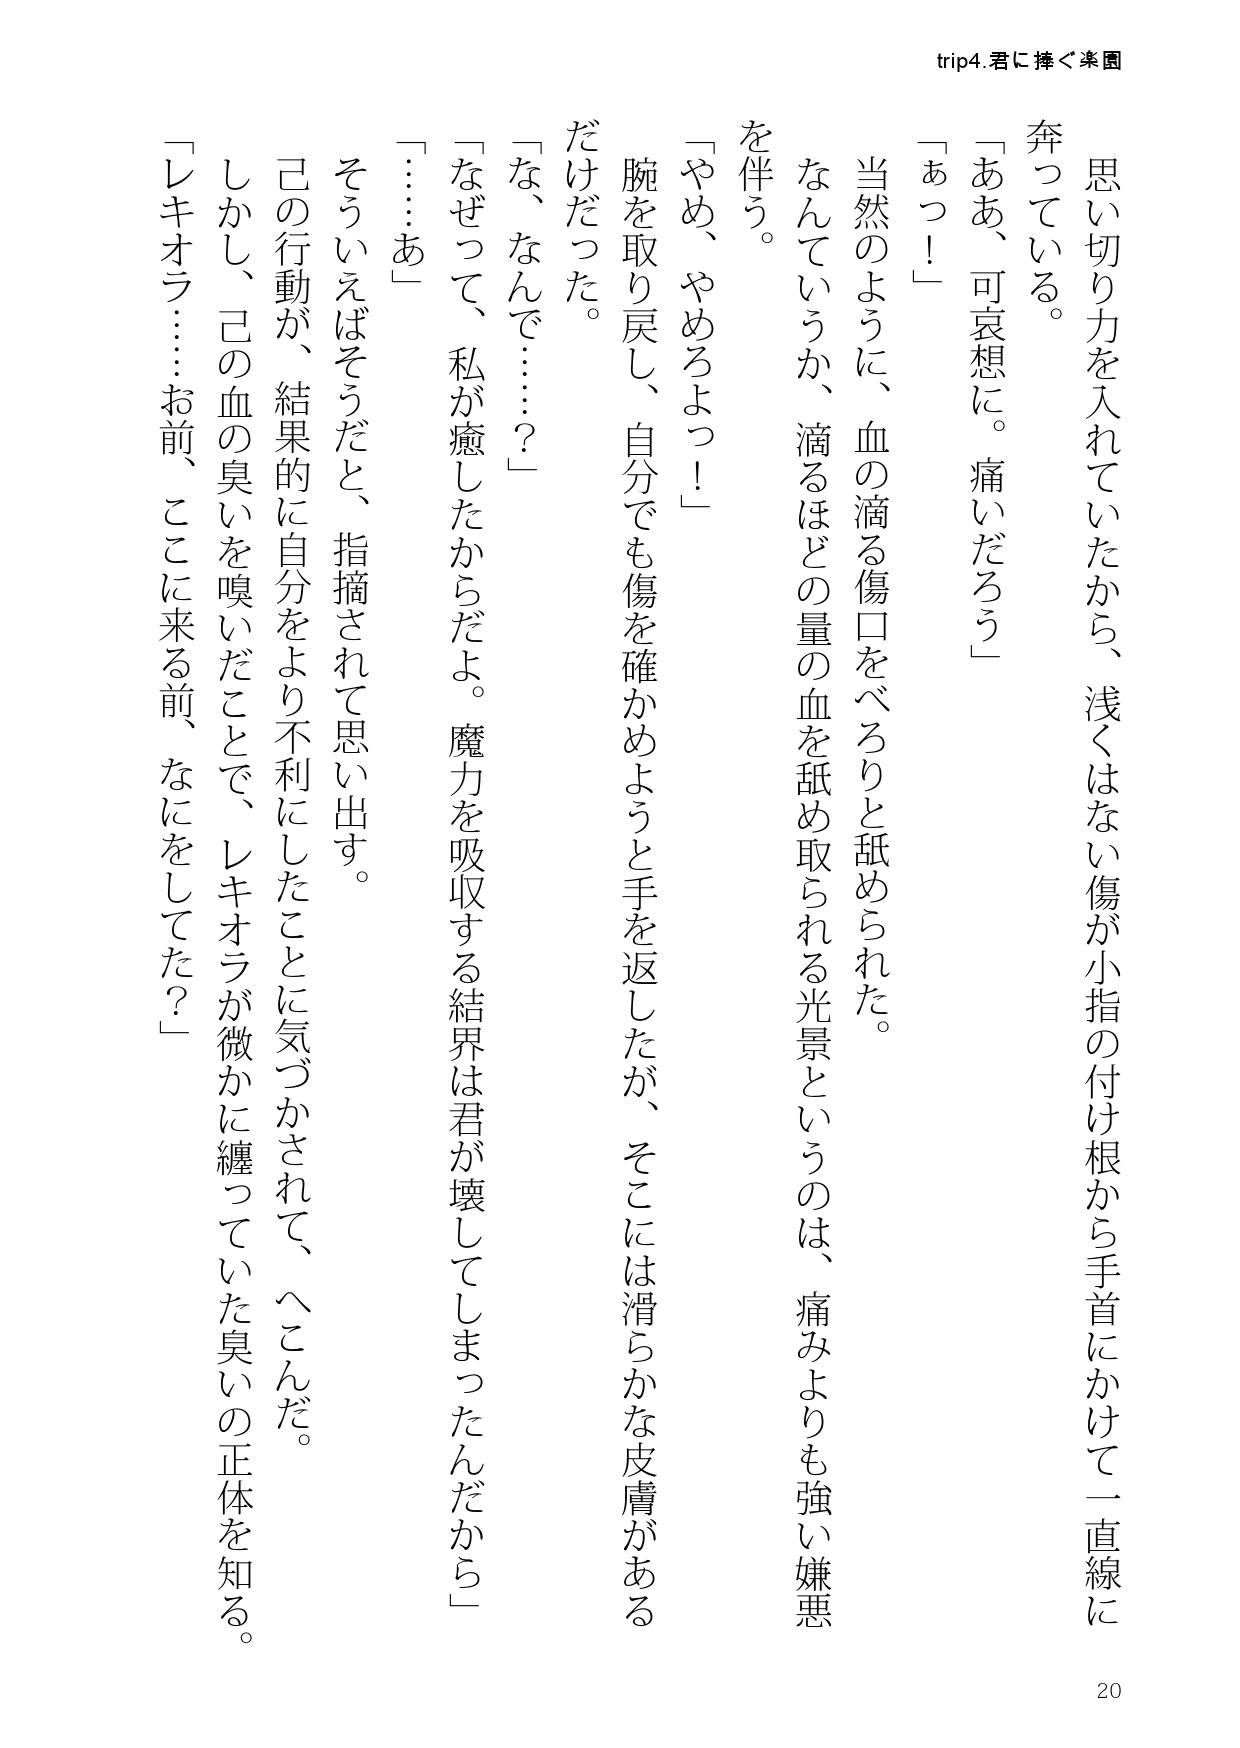 trip4.君に捧ぐ楽園
思い切り力を入れていたから、浅くはない傷が小指の付け根から手首にかけて一直線に
奔っている。
「ああ、可哀想に。痛いだろう」
「ぁっ！」
当然のように、血の滴る傷口をべろりと舐められた。
なんていうか、滴るほどの量の血を舐め取られる光景というのは、痛みよりも強い嫌悪
を伴う。
「やめ、やめろよっ！」
腕を取り戻し、自分でも傷を確かめようと手を返したが、そこには滑らかな皮膚がある
だけだった。
「な、なんで……？」
「なぜって、私が癒したからだよ。魔力を吸収する結界は君が壊してしまったんだから」
「……あ」
そういえばそうだと、指摘されて思い出す。
己の行動が、結果的に自分をより不利にしたことに気づかされて、へこんだ。
しかし、己の血の臭いを嗅いだことで、レキオラが微かに纏っていた臭いの正体を知る。
「レキオラ……お前、ここに来る前、なにをしてた？」
20